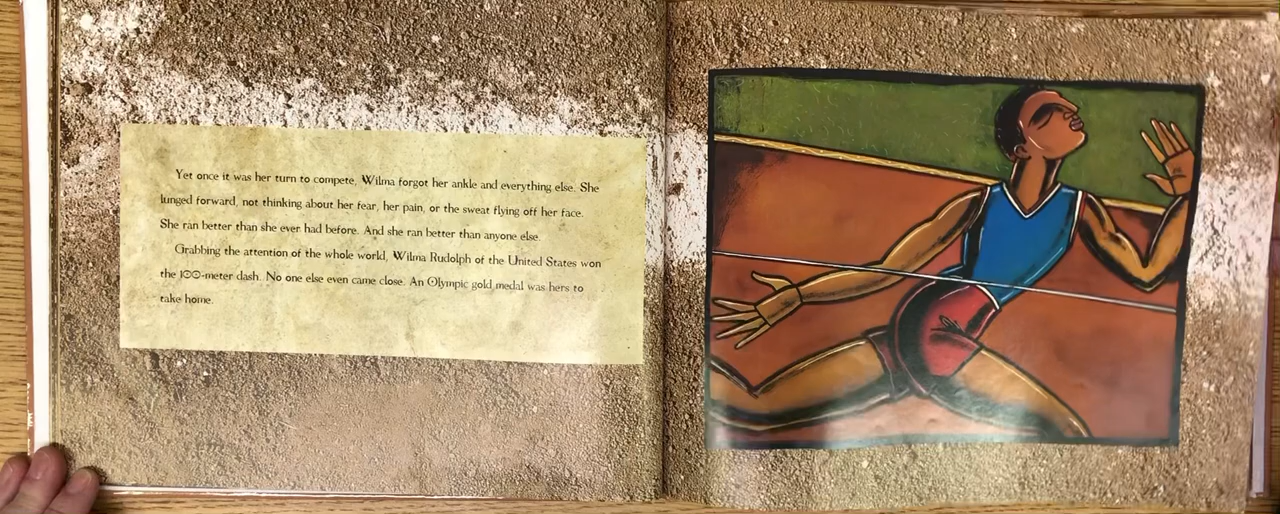 Yet once it was her turn to compete, Wilma forgot her ankle and everything else. She
lunged forward, not thinking about her fear, her pain, or the sweat flying off her face.
She ran better than she ever had before. And she ran better than anyone else.
Grabbing the attention of the whole world, Wilma Rudolph of the United States won
the 100-meter dash. No one else even came close. An Olympic gold medal was hers to
take home.